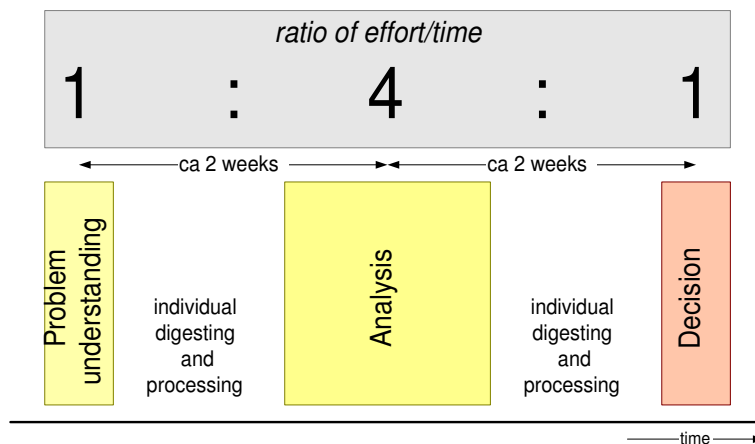 ratio of effort/time
1 : 4 : 1
ca 2 weeks ca 2 weeks
Problem
understanding
individual
digesting
and
processing
Analysis
individual
digesting
and
processing
Decision
time